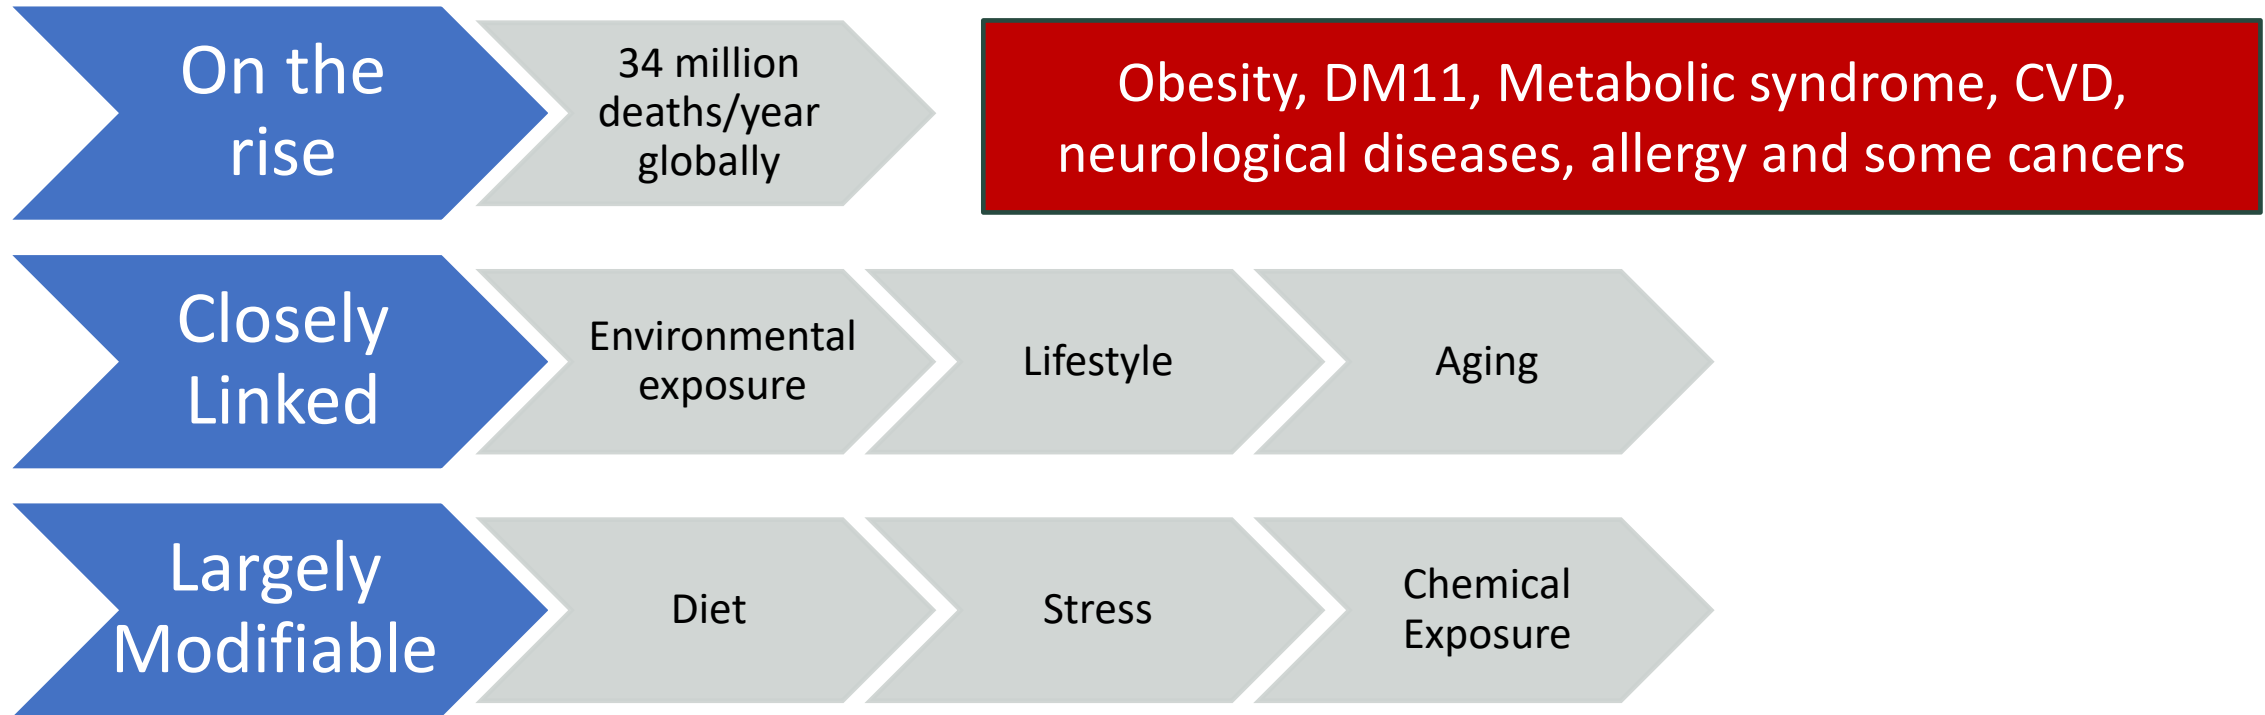 On the
rise
34 million
deaths/year
globally
Obesity, DM11, Metabolic syndrome, CVD,
neurological diseases, allergy and some cancers
Closely
Linked
Environmental
exposure
Lifestyle
Aging
Largely
Modifiable
Diet
Stress
Chemical
Exposure